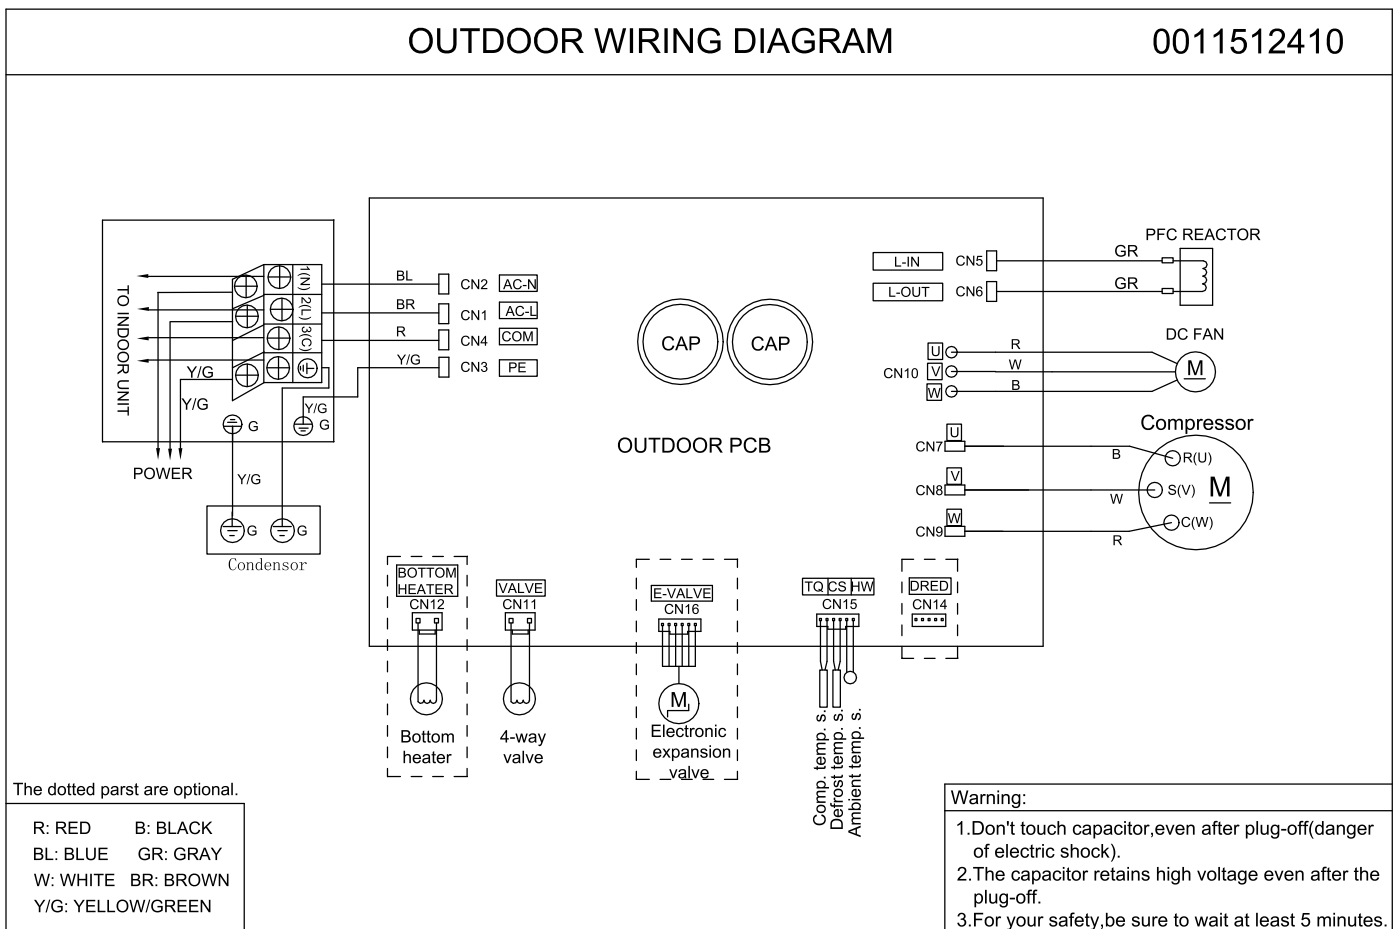 OUTDOOR WIRING DIAGRAM 0011512410
TO INDOOR UNIT
1(N)
2(L)
3(C)
Y/G
Y/G
Y/G
G
G
POWER
Y/G
G
G
Condensor
BL
CN2 AC-N
BR
CN1 AC-L
R
CN4 COM
Y/G
CN3 PE
CAP
CAP
OUTDOOR PCB
PFC REACTOR
L-IN CN5 GR
L-OUT CN6 GR
DC FAN
CN10
U R
V W
W B
M
Compressor
U
CN7 B R(U)
V
CN8 W S(V)
M
W
CN9 R C(W)
BOTTOM
HEATER
CN12
Bottom
heater
VALVE
CN11
4-way
valve
E-VALVE
CN16
M
Electronic
expansion
valve
TQ CS HW
CN15
Comp. temp. s.
Defrost temp. s.
Ambient temp. s.
DRED
CN14
The dotted parst are optional.
R: RED B: BLACK
BL: BLUE GR: GRAY
W: WHITE BR: BROWN
Y/G: YELLOW/GREEN
Warning:
1.Don't touch capacitor,even after plug-off(danger
of electric shock).
2.The capacitor retains high voltage even after the
plug-off.
3.For your safety,be sure to wait at least 5 minutes.